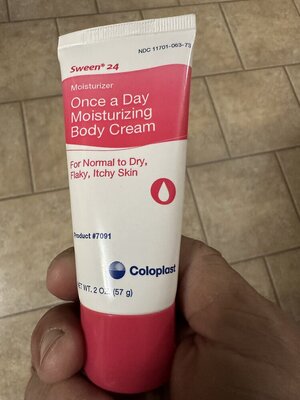 NDC 11701-063-73
Sween® 24
Moisturizer
Once a Day
Moisturizing
Body Cream
For Normal to Dry,
Flaky, Itchy Skin
Product #7091
Coloplast
NET WT. 2 OZ. (57 g)